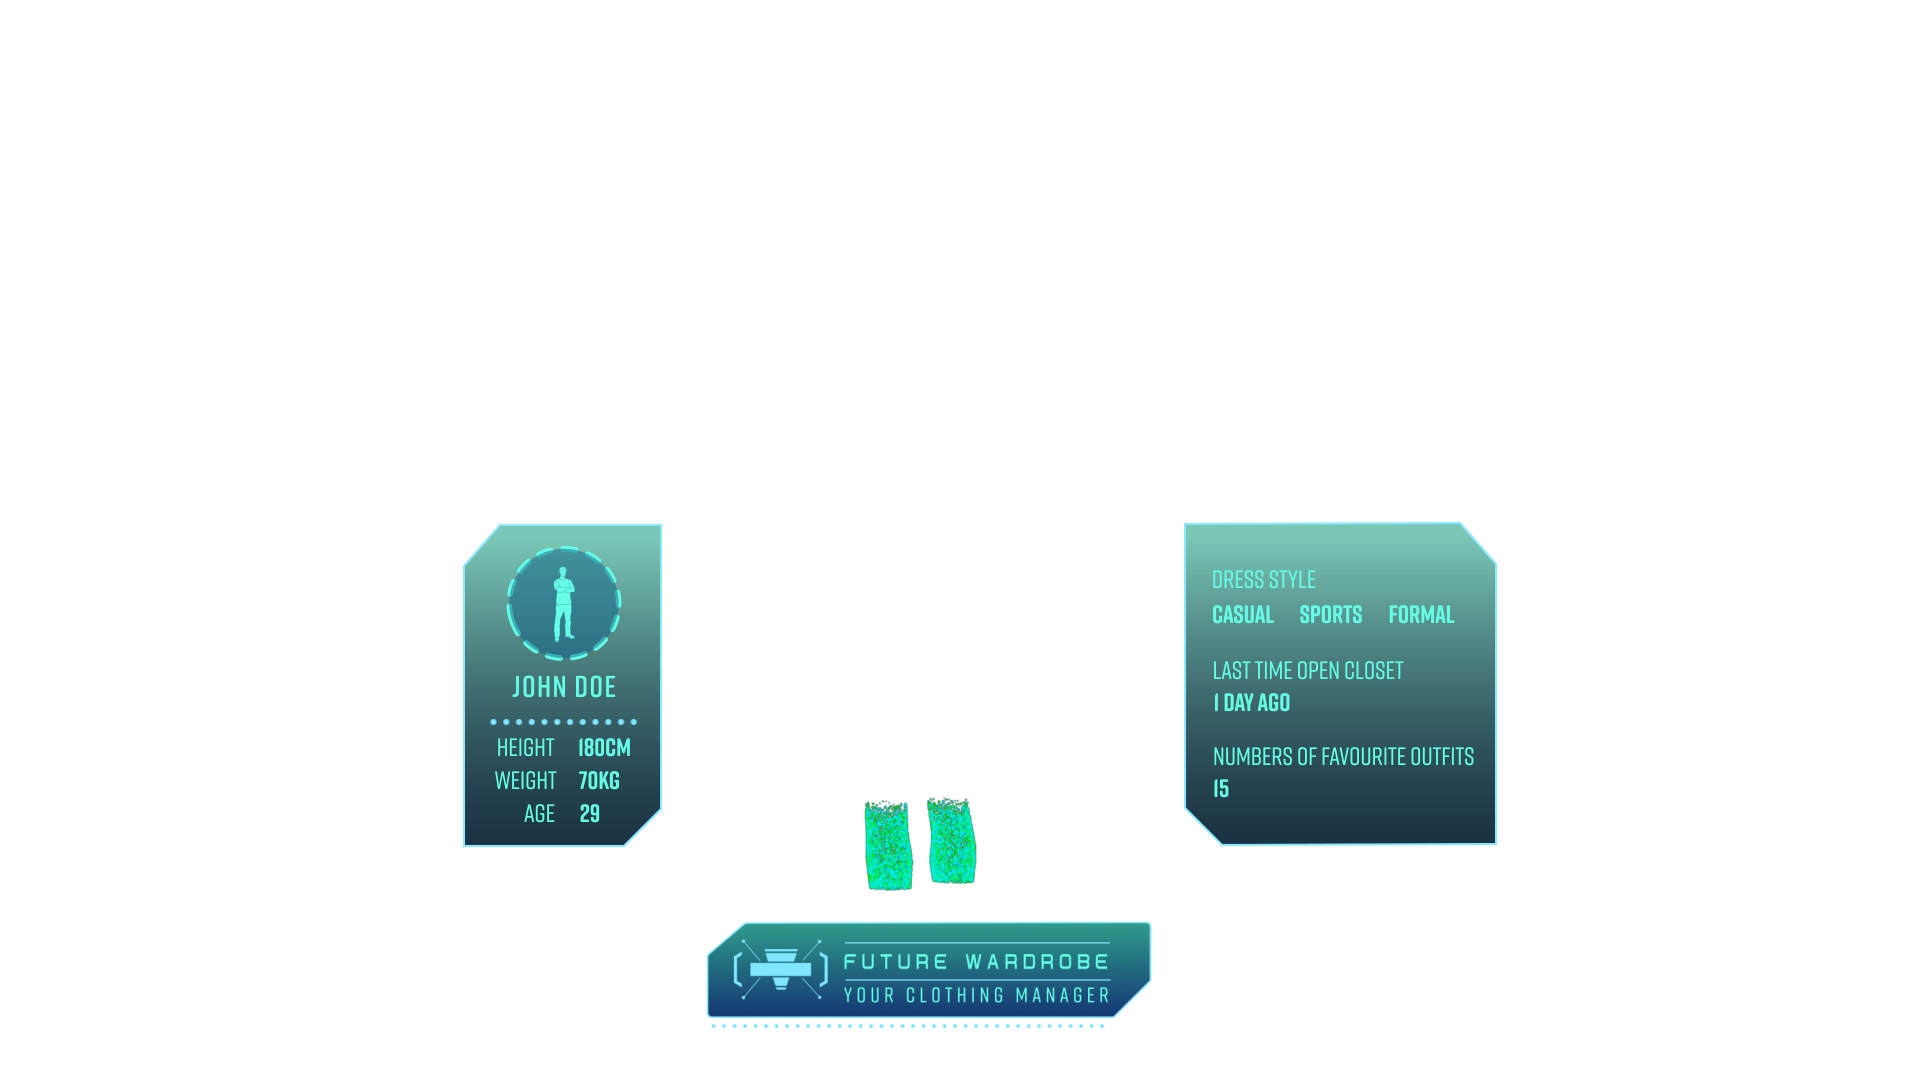 JOHN DOE
HEIGHT 180CM
WEIGHT 70KG
AGE 29
DRESS STYLE
CASUAL SPORTS FORMAL
LAST TIME OPEN CLOSET
1 DAY AGO
NUMBERS OF FAVOURITE OUTFITS
15
FUTURE WARDROBE
YOUR CLOTHING MANAGER